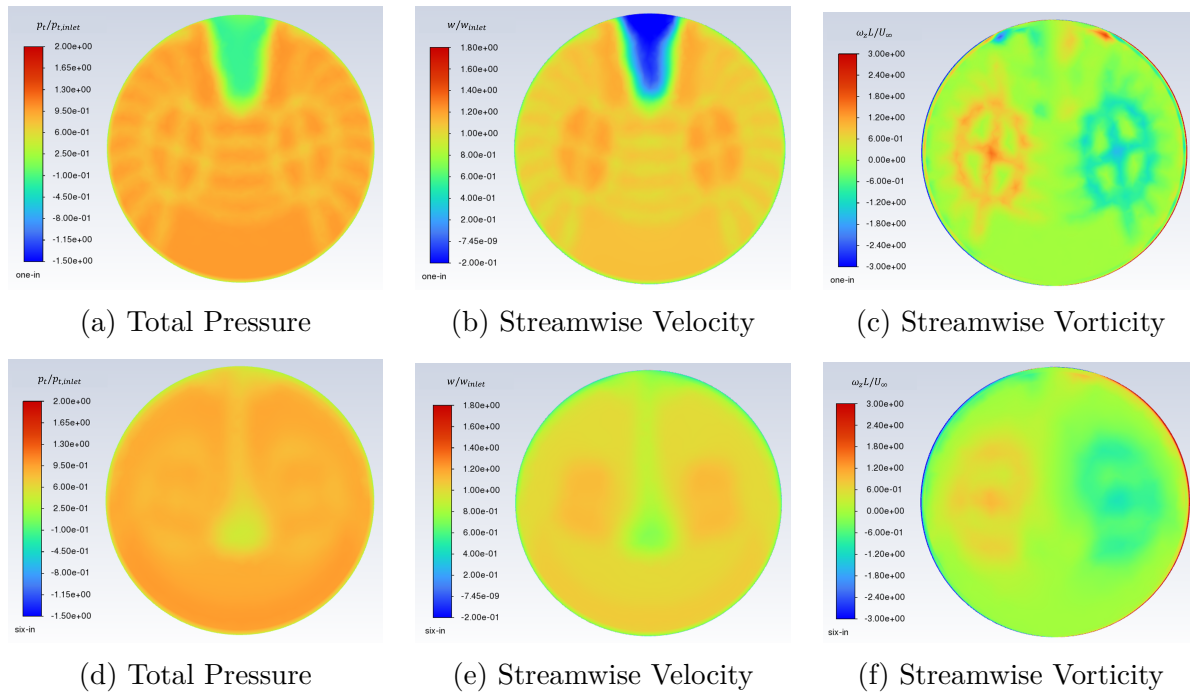 p_t/p_{t,inlet}
2.00e+00
1.65e+00
1.30e+00
9.50e-01
6.00e-01
2.50e-01
-1.00e-01
-4.50e-01
-8.00e-01
-1.15e+00
-1.50e+00
one-in
(a) Total Pressure
w/w_{inlet}
1.80e+00
1.60e+00
1.40e+00
1.20e+00
1.00e+00
8.00e-01
6.00e-01
4.00e-01
2.00e-01
-7.45e-09
-2.00e-01
one-in
(b) Streamwise Velocity
ω_zL/U_∞
3.00e+00
2.40e+00
1.80e+00
1.20e+00
6.00e-01
0.00e+00
-6.00e-01
-1.20e+00
-1.80e+00
-2.40e+00
-3.00e+00
one-in
(c) Streamwise Vorticity
p_t/p_{t,inlet}
2.00e+00
1.65e+00
1.30e+00
9.50e-01
6.00e-01
2.50e-01
-1.00e-01
-4.50e-01
-8.00e-01
-1.15e+00
-1.50e+00
six-in
(d) Total Pressure
w/w_{inlet}
1.80e+00
1.60e+00
1.40e+00
1.20e+00
1.00e+00
8.00e-01
6.00e-01
4.00e-01
2.00e-01
-7.45e-09
-2.00e-01
six-in
(e) Streamwise Velocity
ω_zL/U_∞
3.00e+00
2.40e+00
1.80e+00
1.20e+00
6.00e-01
0.00e+00
-6.00e-01
-1.20e+00
-1.80e+00
-2.40e+00
-3.00e+00
six-in
(f) Streamwise Vorticity